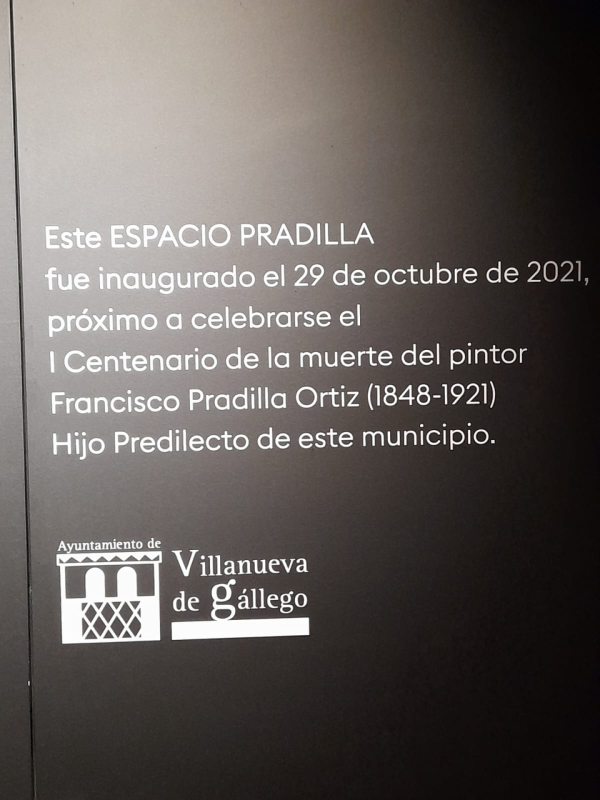 Este ESPACIO PRADILLA
fue inaugurado el 29 de octubre de 2021,
próximo a celebrarse el
I Centenario de la muerte del pintor
Francisco Pradilla Ortiz (1848-1921)
Hijo Predilecto de este municipio.
Ayuntamiento de
Villanueva
de gállego